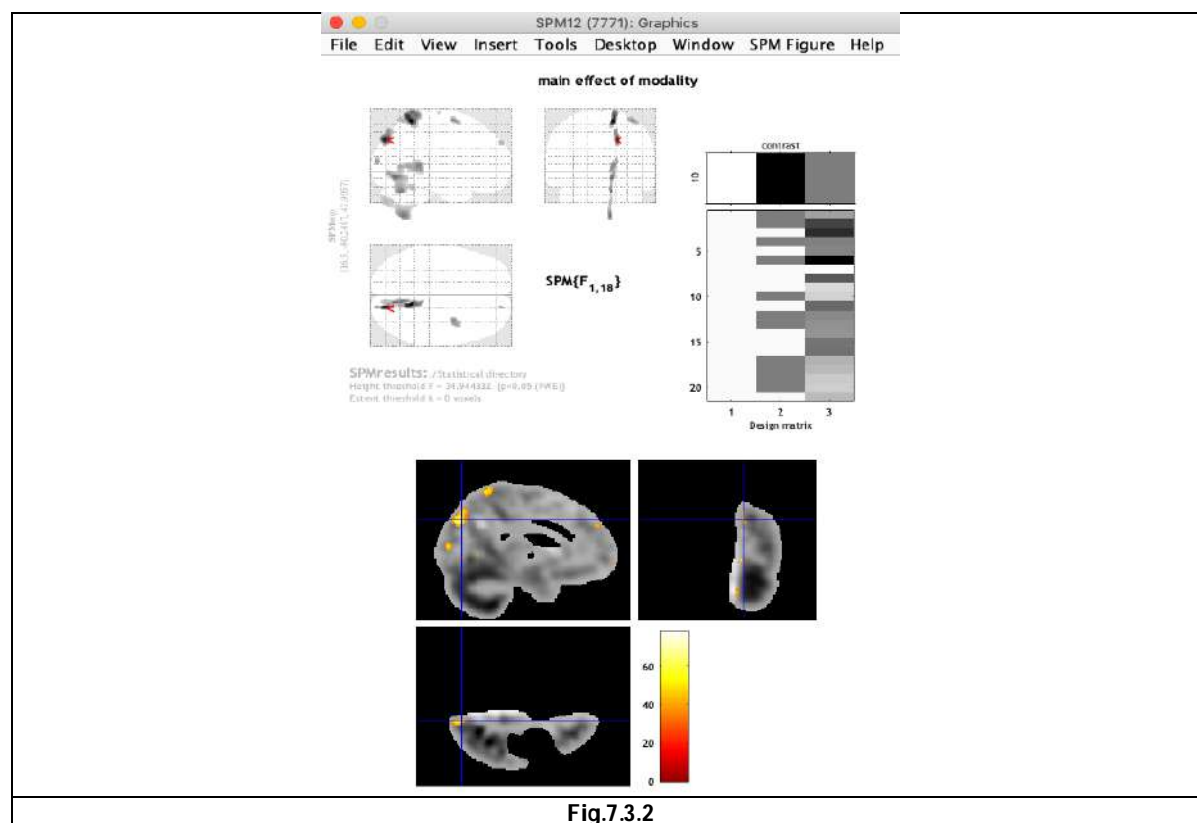 SPM12 (7771): Graphics
File Edit View Insert Tools Desktop Window SPM Figure Help
main effect of modality
contrast
10
SPM{F1,18}
5
10
15
20
1 2 3
Design matrix
SPMresults: ./Statistical directory
Height threshold F = {p<0.05 (FWE)}
Extent threshold k = 0 voxels
60
40
20
0
Fig.7.3.2